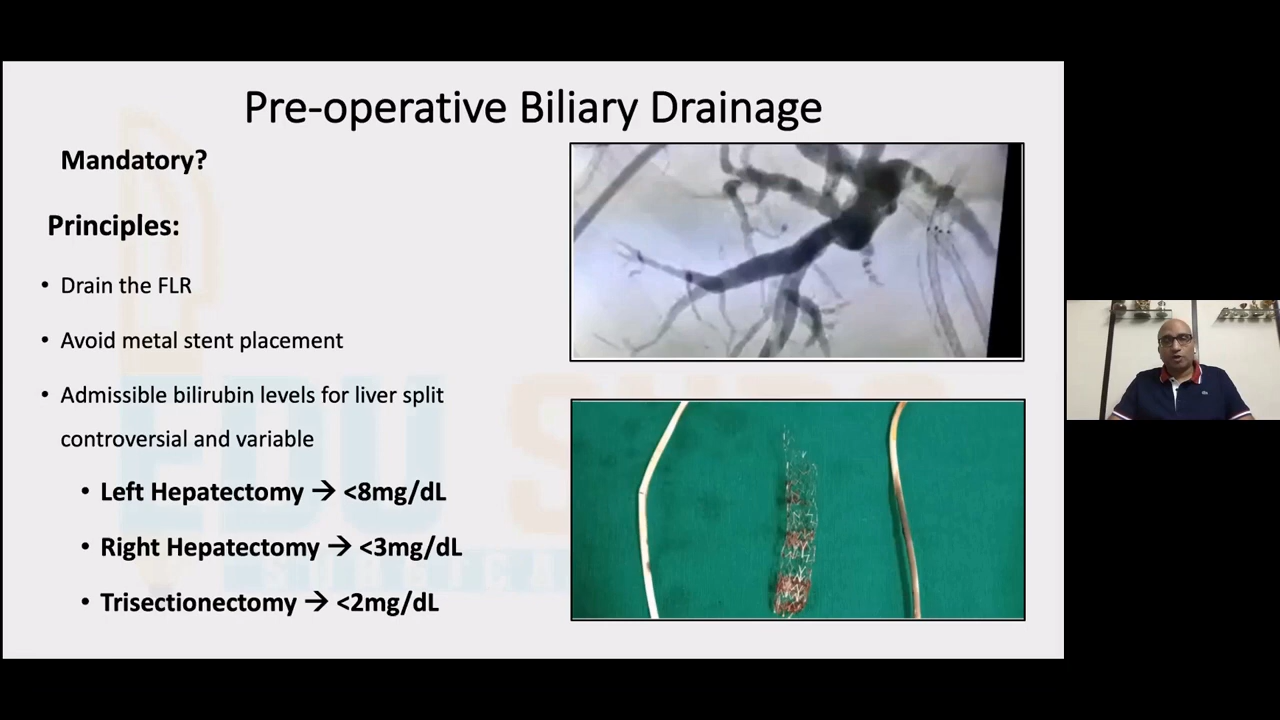 Pre-operative Biliary Drainage
Mandatory?
Principles:
• Drain the FLR
• Avoid metal stent placement
• Admissible bilirubin levels for liver split
controversial and variable
• Left Hepatectomy → <8mg/dL
• Right Hepatectomy → <3mg/dL
• Trisectionectomy → <2mg/dL